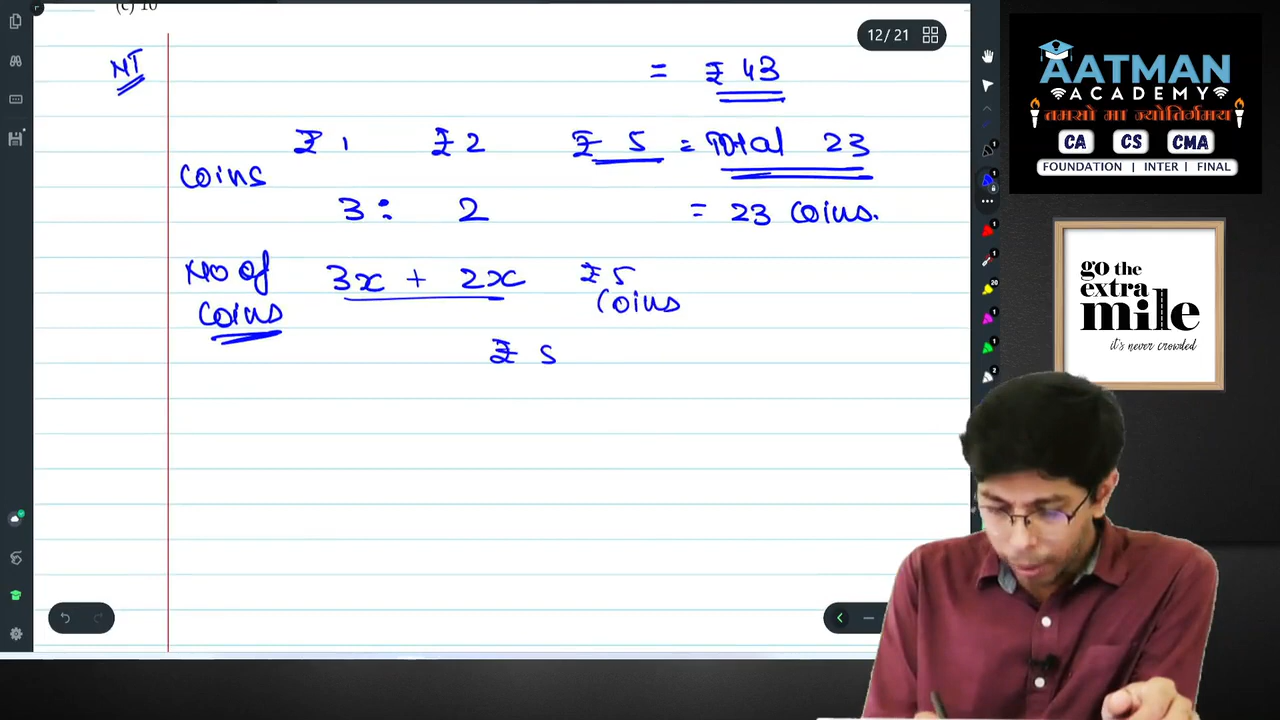 (c) 10
12/21
NT
= ₹ 43
₹ 1 ₹ 2 ₹ 5 = Total 23
coins
3 : 2 = 23 coins.
No of 3x + 2x ₹ 5
coins coins
₹ 5
AATMAN
ACADEMY
तमसो मा ज्योतिर्गमय
CA CS CMA
FOUNDATION | INTER | FINAL
go the
extra
mile
it's never crowded